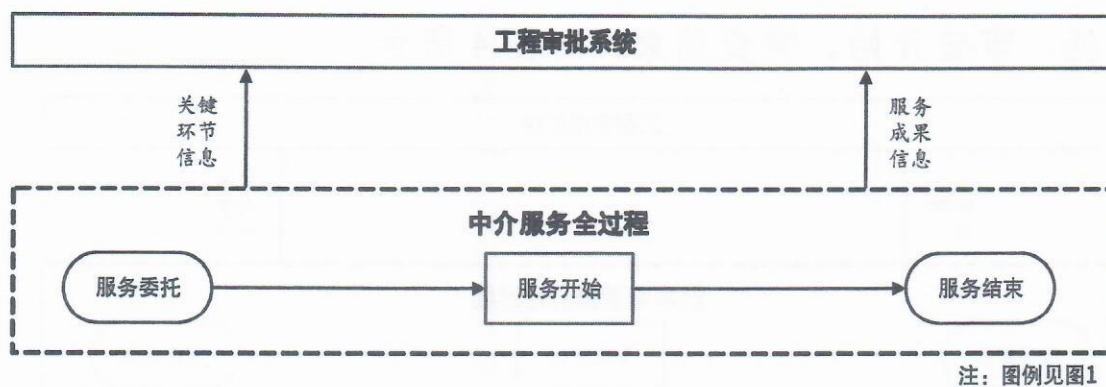 工程审批系统
关键
环节
信息
服务
成果
信息
中介服务全过程
服务委托
服务开始
服务结束
注：图例见图1